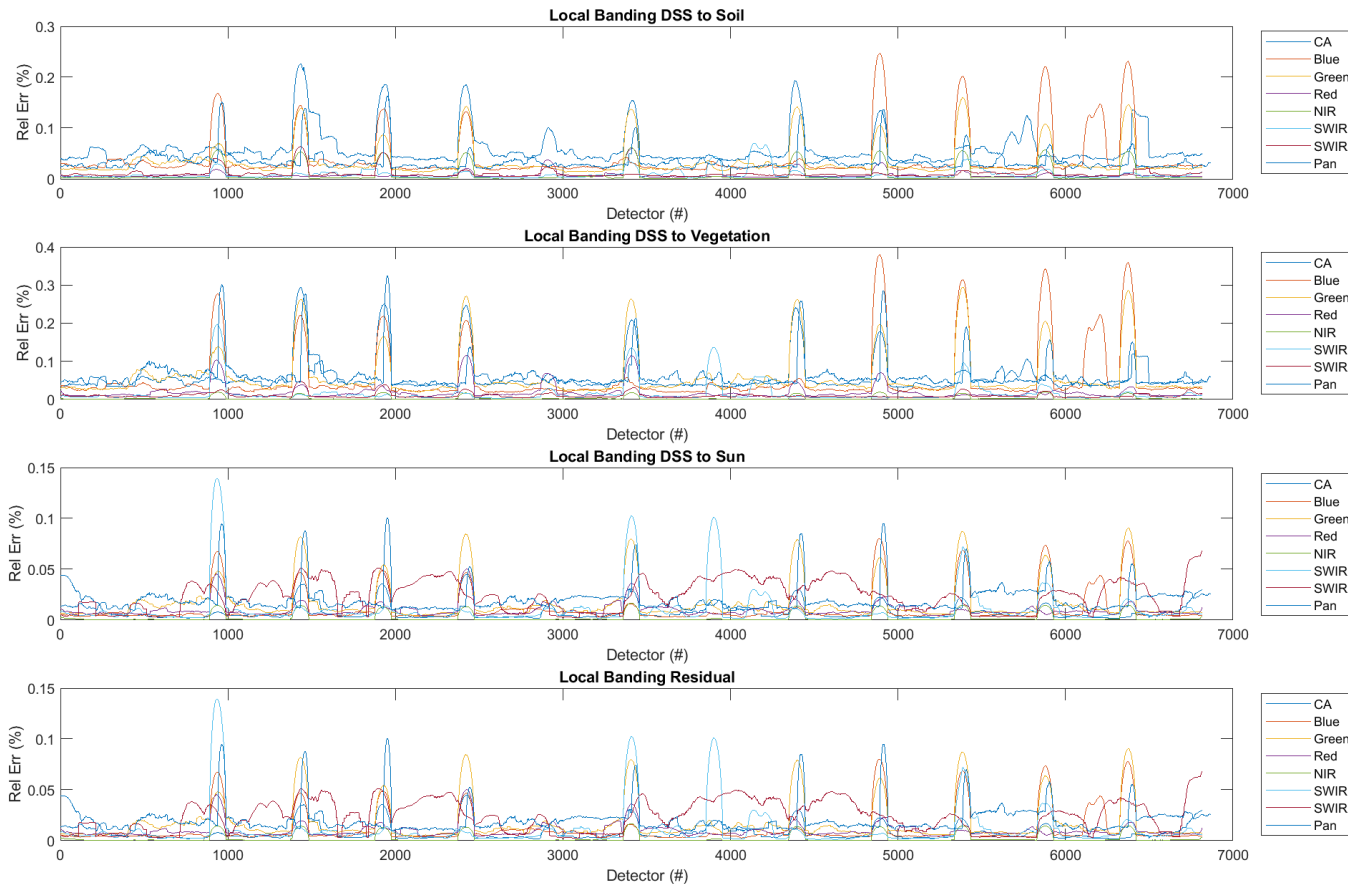 Local Banding DSS to Soil
Rel Err (%)
0.3
0.2
0.1
0
0 1000 2000 3000 4000 5000 6000 7000
Detector (#)
CA
Blue
Green
Red
NIR
SWIR
SWIR
Pan
Local Banding DSS to Vegetation
Rel Err (%)
0.4
0.3
0.2
0.1
0
0 1000 2000 3000 4000 5000 6000 7000
Detector (#)
CA
Blue
Green
Red
NIR
SWIR
SWIR
Pan
Local Banding DSS to Sun
Rel Err (%)
0.15
0.1
0.05
0
0 1000 2000 3000 4000 5000 6000 7000
Detector (#)
CA
Blue
Green
Red
NIR
SWIR
SWIR
Pan
Local Banding Residual
Rel Err (%)
0.15
0.1
0.05
0
0 1000 2000 3000 4000 5000 6000 7000
Detector (#)
CA
Blue
Green
Red
NIR
SWIR
SWIR
Pan